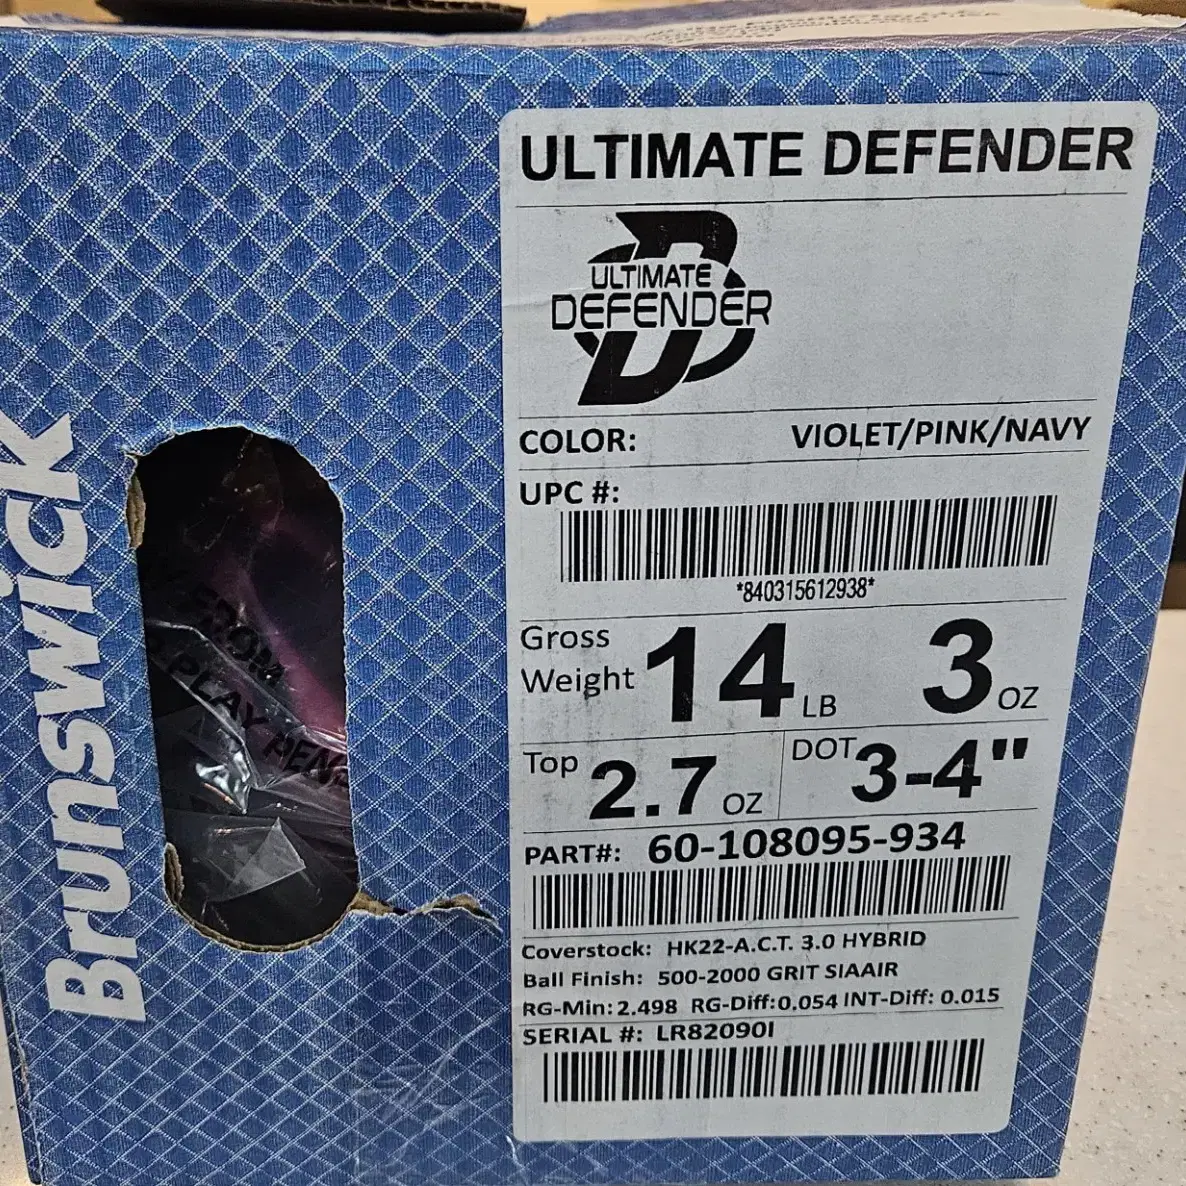 ULTIMATE DEFENDER
ULTIMATE
DEFENDER
COLOR: VIOLET/PINK/NAVY
UPC #:
*840315612938*
Gross Weight 14 LB 3 OZ
Top 2.7 OZ DOT 3-4"
PART#: 60-108095-934
Coverstock: HK22-A.C.T. 3.0 HYBRID
Ball Finish: 500-2000 GRIT SIAAIR
RG-Min: 2.498 RG-Diff: 0.054 INT-Diff: 0.015
SERIAL #: LR82090I
Brunswick
FROM
PLAY